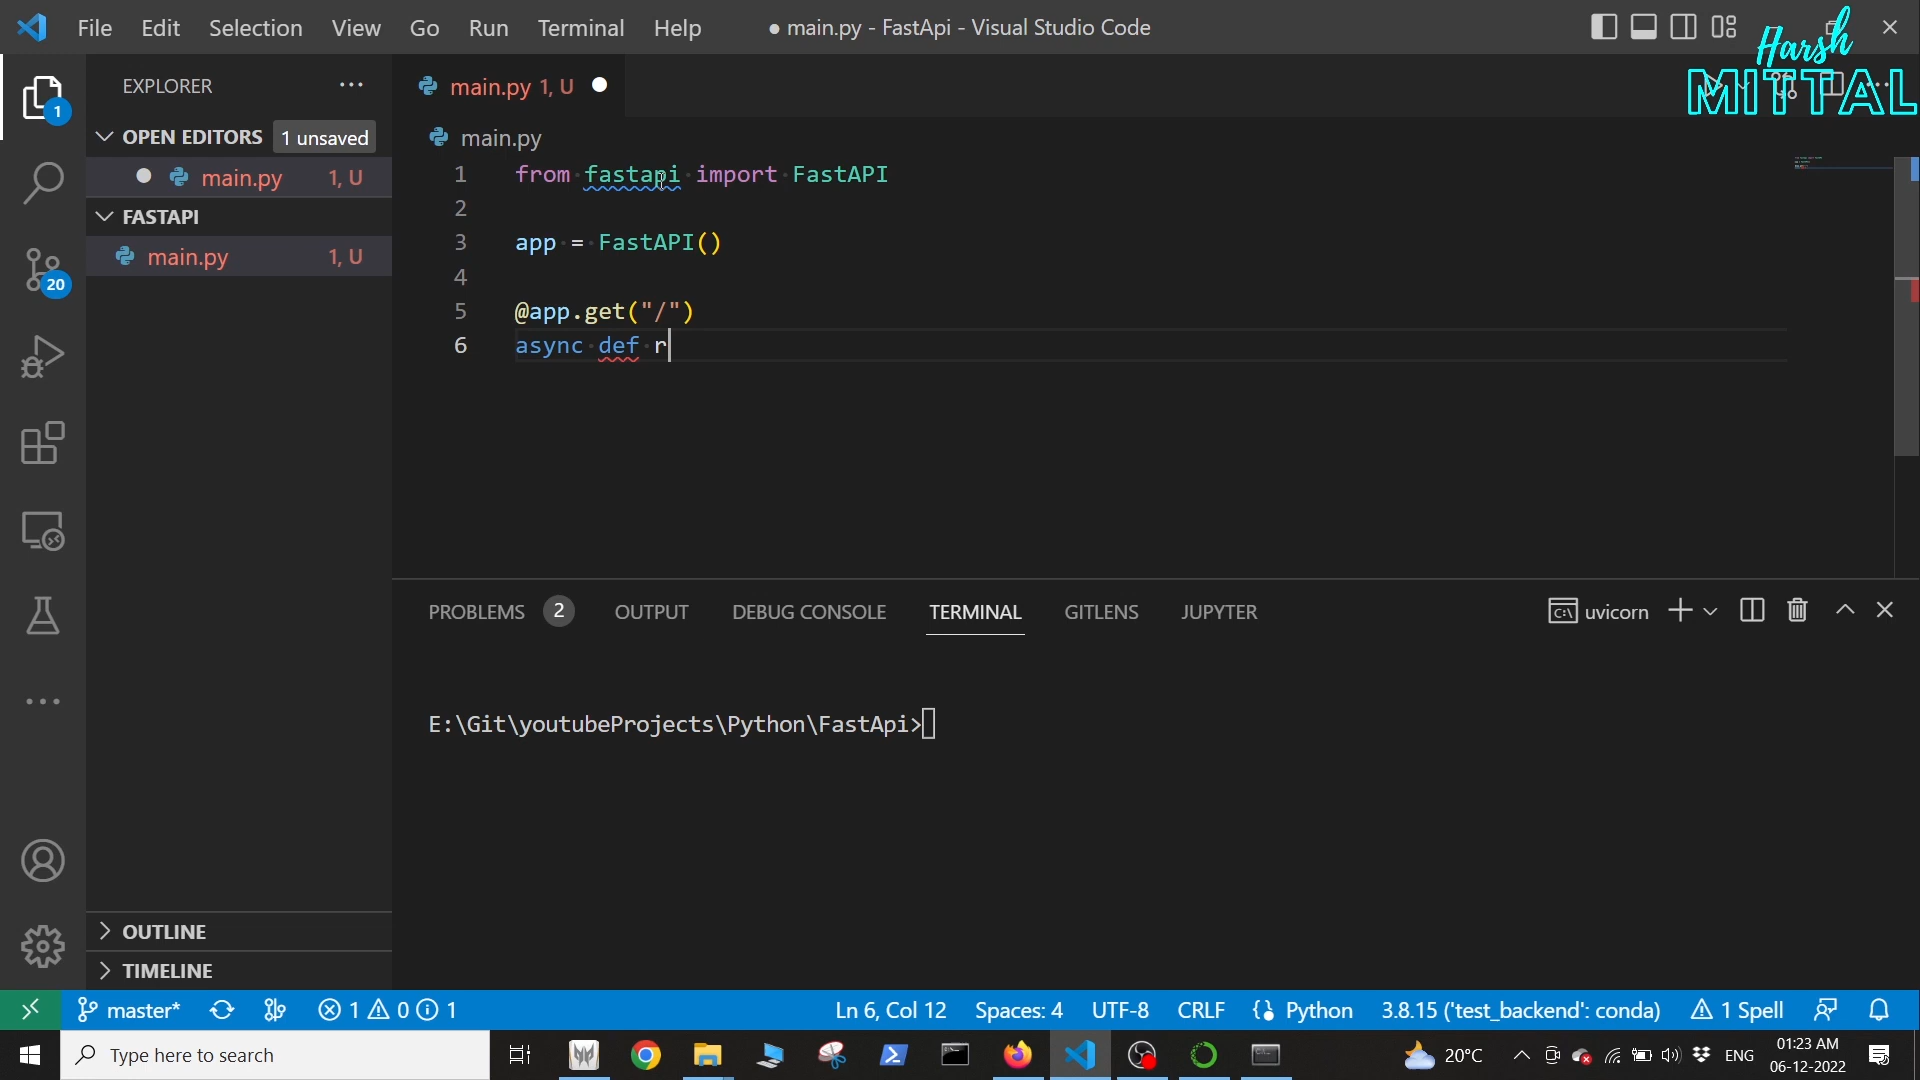 File Edit Selection View Go Run Terminal Help
● main.py - FastApi - Visual Studio Code
Harsh
MITTAL
EXPLORER ···
OPEN EDITORS 1 unsaved
main.py 1, U
FASTAPI
main.py 1, U
1
20
OUTLINE
TIMELINE
main.py 1, U
main.py
1 from fastapi import FastAPI
2
3 app = FastAPI()
4
5 @app.get("/")
6 async def r
PROBLEMS 2 OUTPUT DEBUG CONSOLE TERMINAL GITLENS JUPYTER
uvicorn
E:\Git\youtubeProjects\Python\FastApi>
master* 1 0 1 Ln 6, Col 12 Spaces: 4 UTF-8 CRLF Python 3.8.15 ('test_backend': conda) 1 Spell
Type here to search
20°C ENG
01:23 AM
06-12-2022